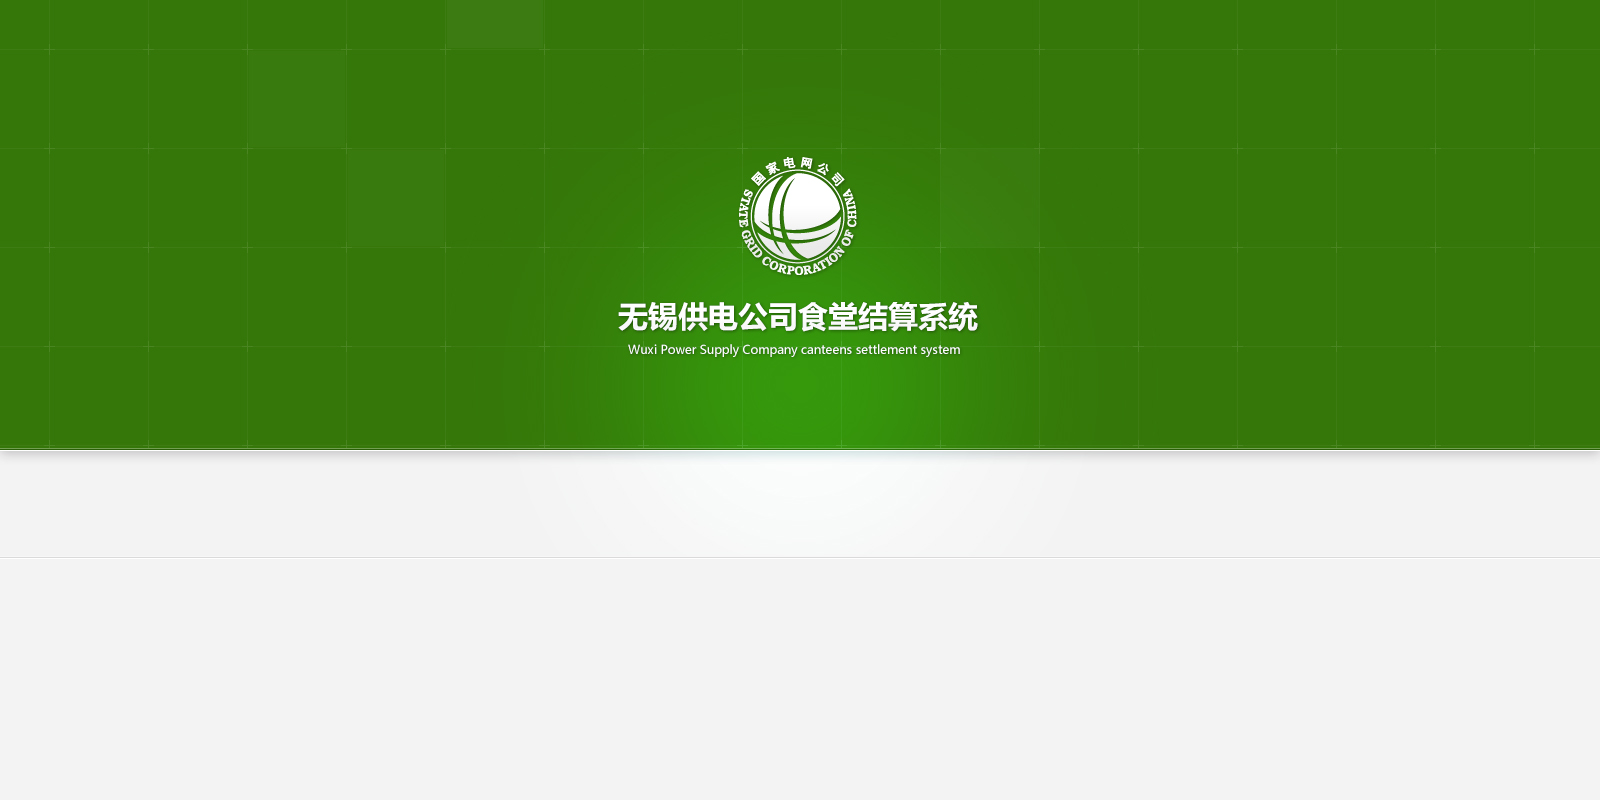 国家电网公司
STATE GRID CORPORATION OF CHINA
无锡供电公司食堂结算系统
Wuxi Power Supply Company canteens settlement system